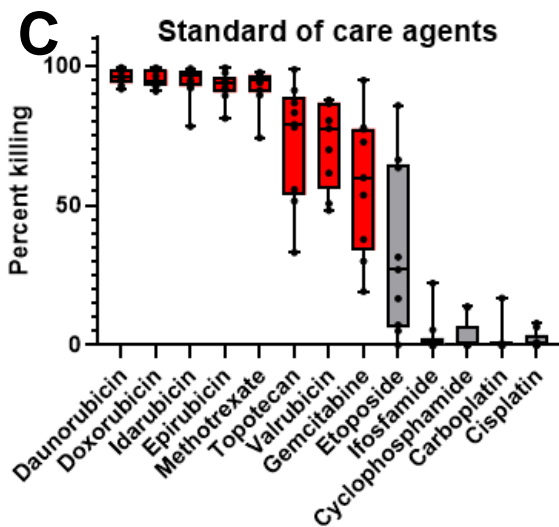 C
Standard of care agents
Percent killing
100
50
0
Daunorubicin
Doxorubicin
Idarubicin
Epirubicin
Methotrexate
Topotecan
Valrubicin
Gemcitabine
Etoposide
Ifosfamide
Cyclophosphamide
Carboplatin
Cisplatin